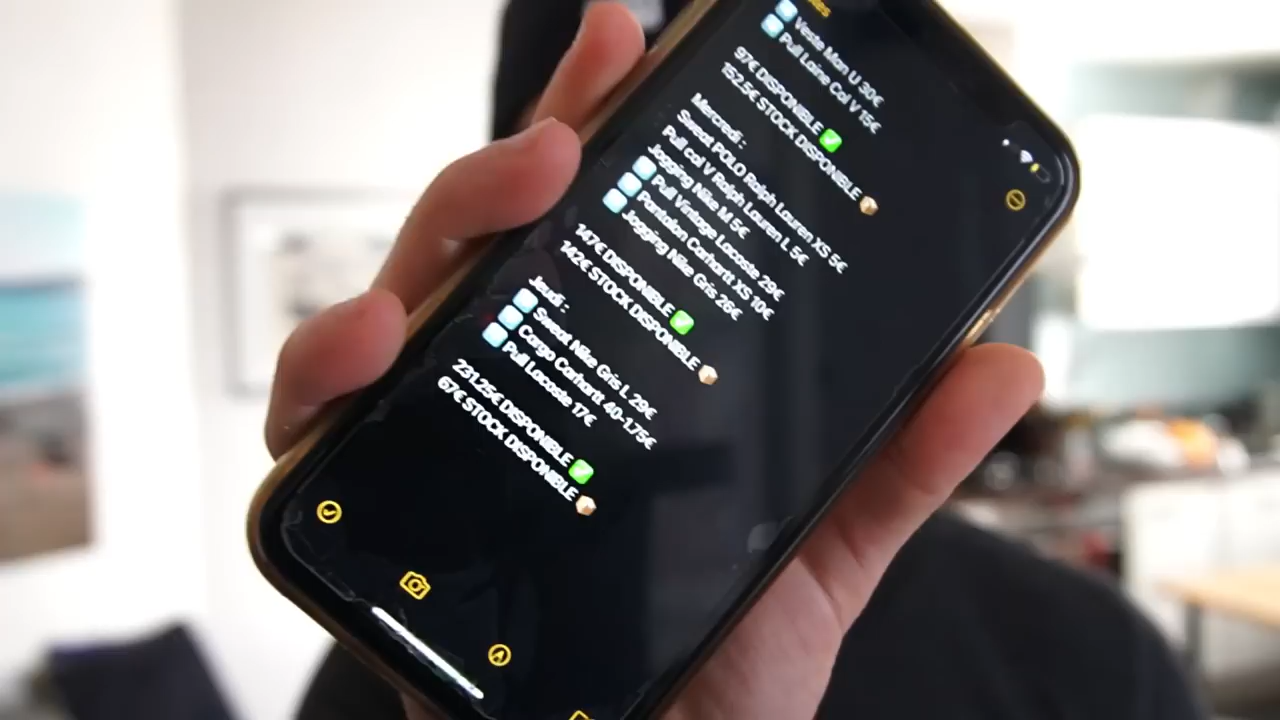 Veste Man U 30€
Pull Laine Col V 15€
97€ DISPONIBLE ✅
152.5€ STOCK DISPONIBLE 📦
Mercredi :
Sweat POLO Ralph Lauren XS 5€
Pull col V Ralph Lauren L 5€
Jogging Nike M 5€
Pull Vintage Lacoste 29€
Pantalon Carhartt XS 10€
Jogging Nike Gris 26€
147€ DISPONIBLE ✅
142€ STOCK DISPONIBLE 📦
Jeudi :
Sweat Nike Gris L 29€
Cargo Carhartt 40-1.75€
Pull Lacoste 17€
231.25€ DISPONIBLE ✅
67€ STOCK DISPONIBLE 📦